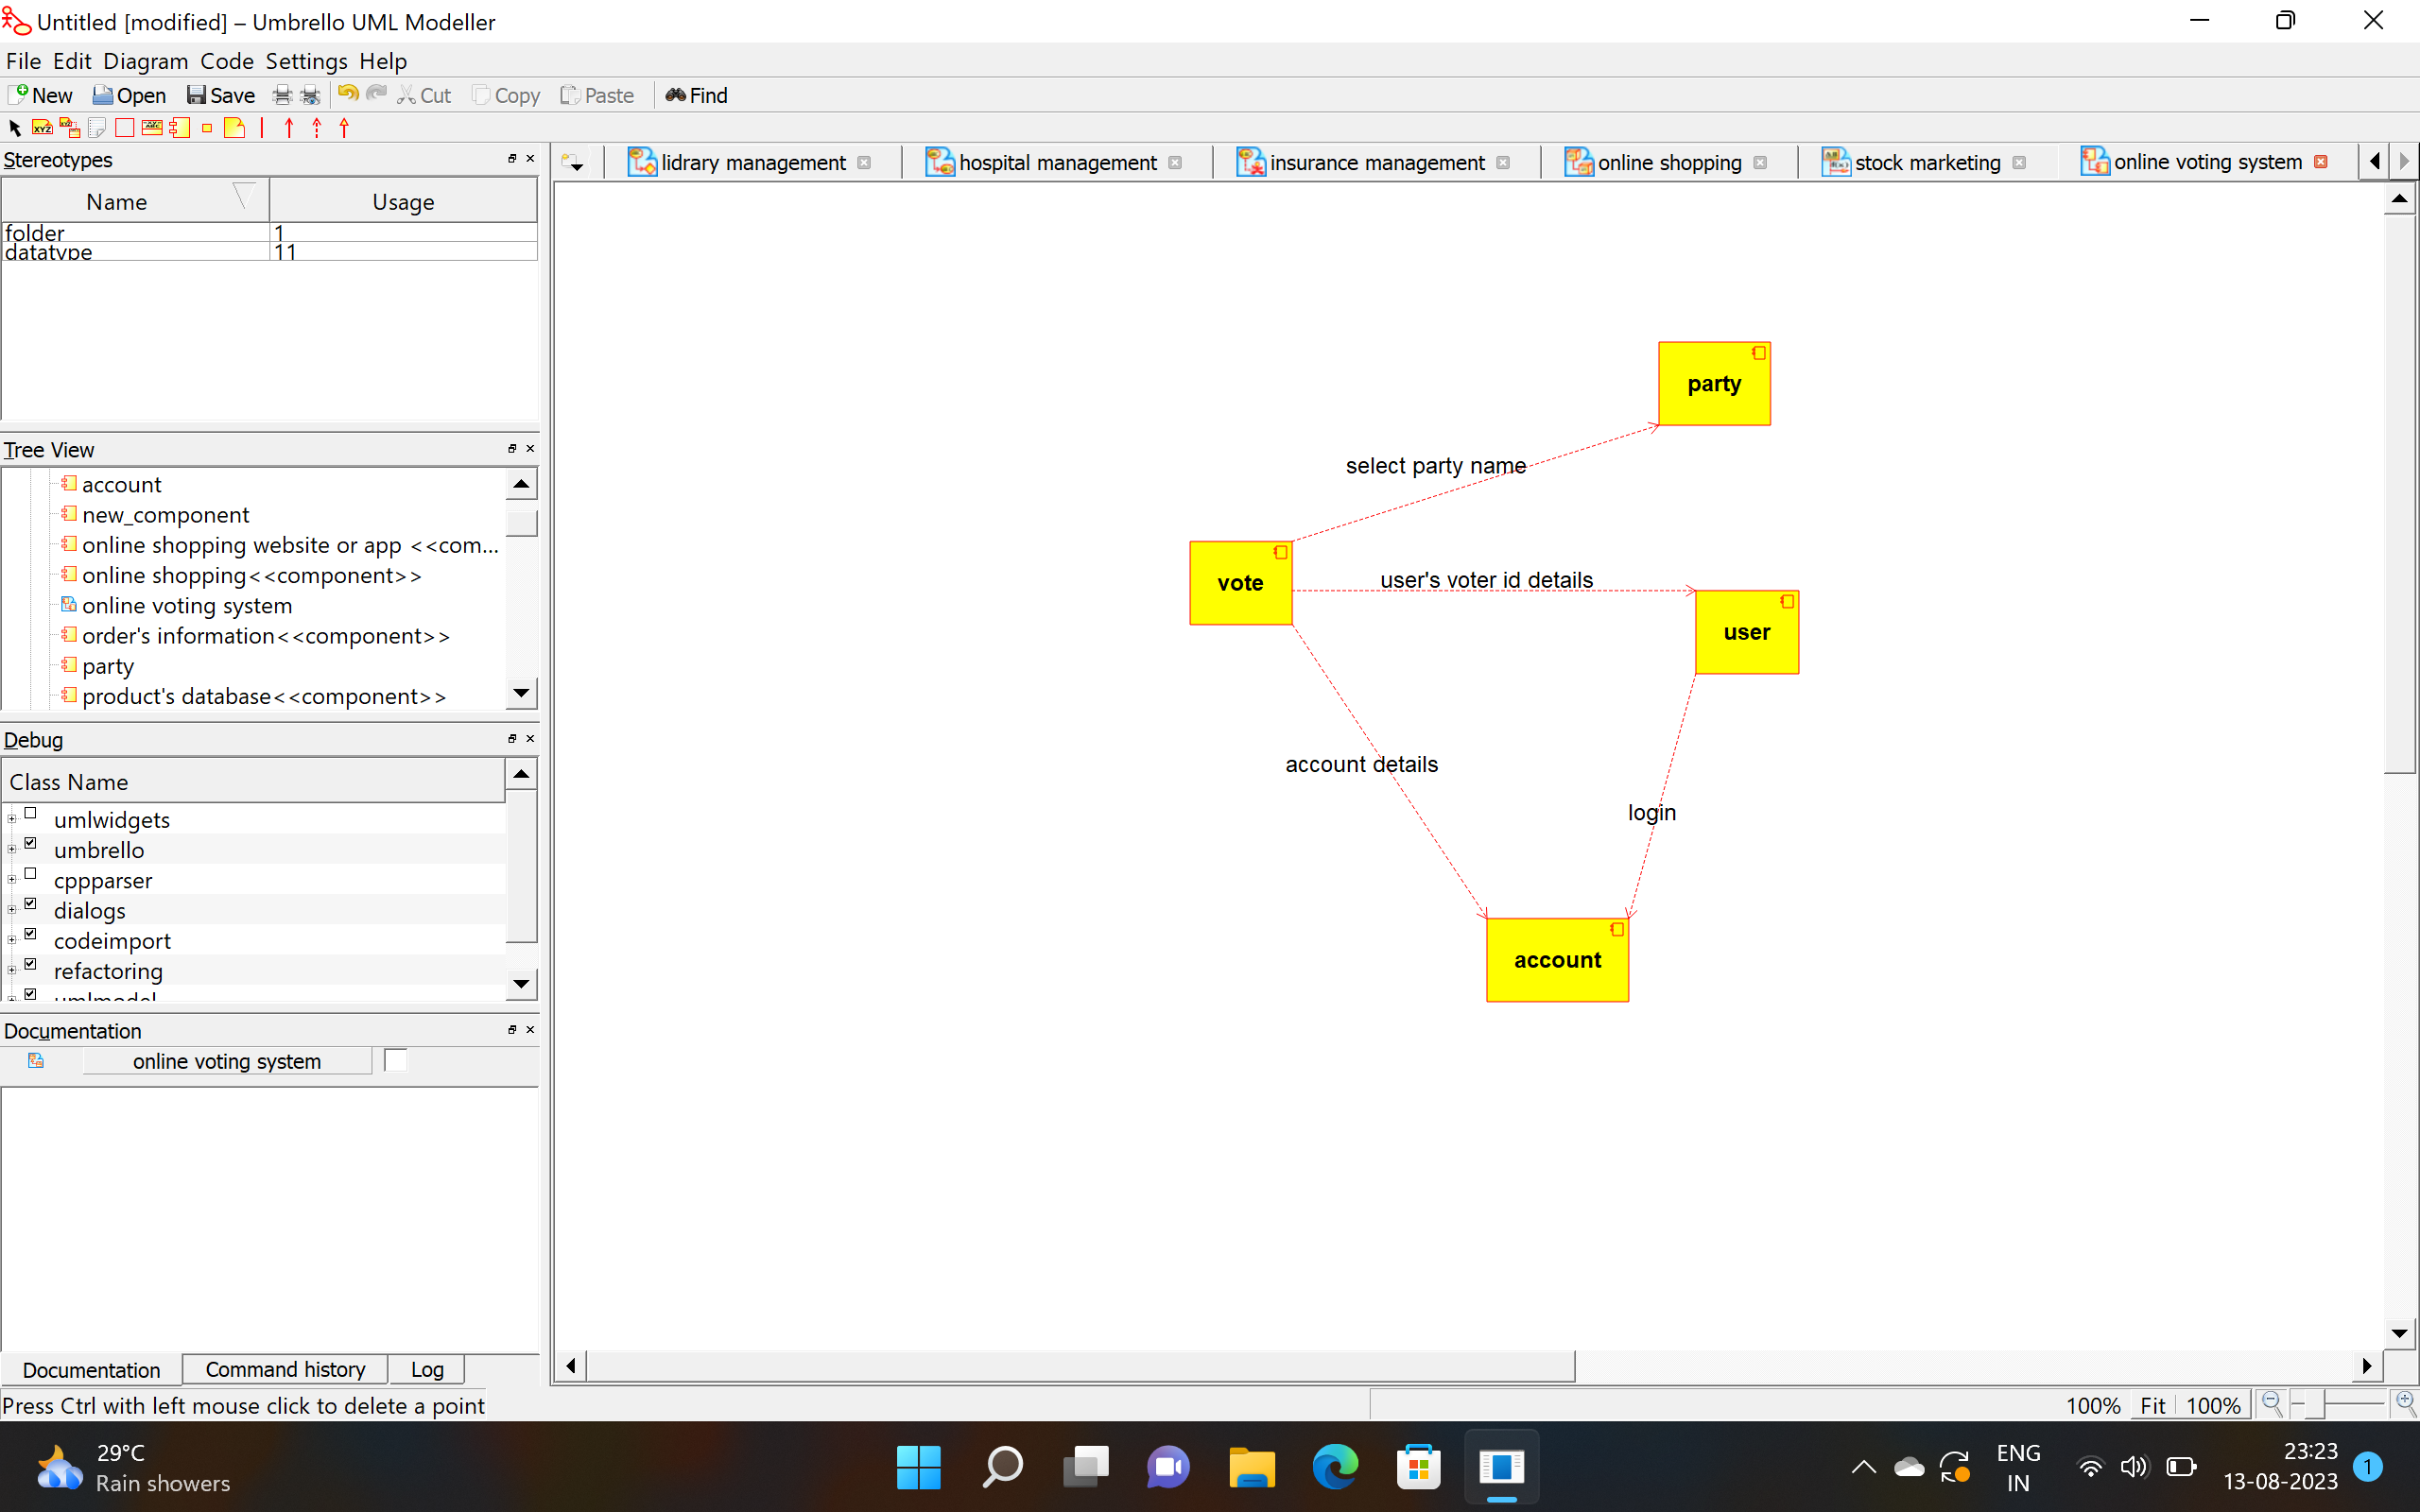 Untitled [modified] – Umbrello UML Modeller
File Edit Diagram Code Settings Help
New Open Save Cut Copy Paste Find
Stereotypes
Name Usage
folder 1
datatype 11
Tree View
account
new_component
online shopping website or app <<com...
online shopping<<component>>
online voting system
order's information<<component>>
party
product's database<<component>>
Debug
Class Name
umlwidgets
umbrello
cppparser
dialogs
codeimport
refactoring
umlmodel
Documentation
online voting system
Documentation Command history Log
Press Ctrl with left mouse click to delete a point
lidrary management hospital management insurance management online shopping stock marketing online voting system
party
select party name
vote
user's voter id details
user
account details
login
account
100% Fit 100%
29°C
Rain showers
ENG
IN
23:23
13-08-2023
1